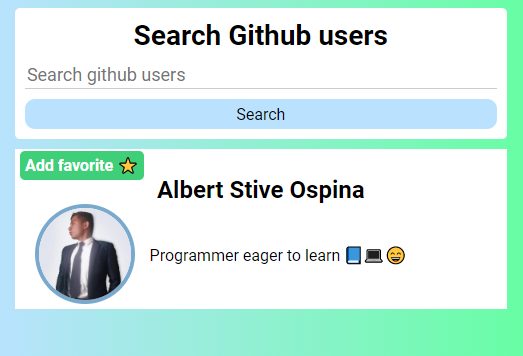 Search Github users
Search github users
Search
Add favorite ⭐
Albert Stive Ospina
Programmer eager to learn 📘💻😄